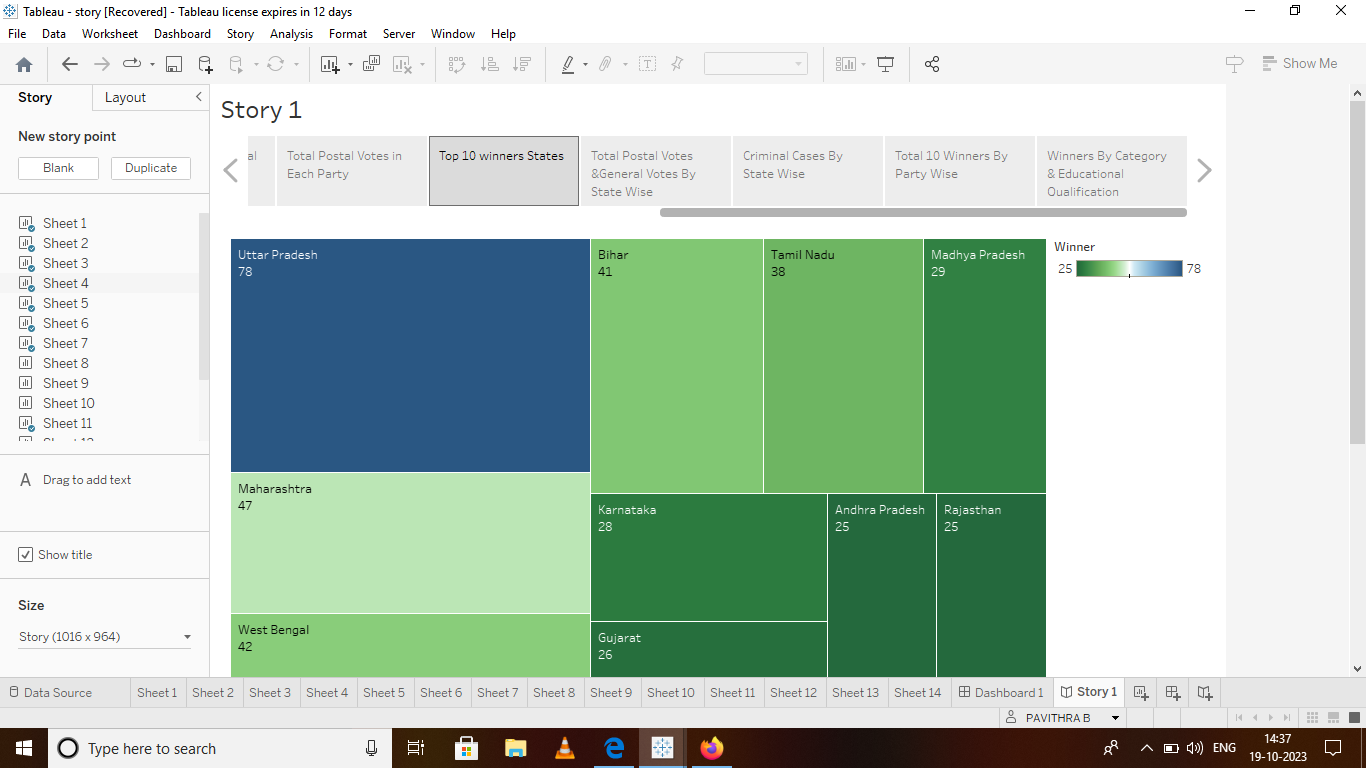 Tableau - story [Recovered] - Tableau license expires in 12 days
File Data Worksheet Dashboard Story Analysis Format Server Window Help
Show Me
Story Layout
New story point
Blank Duplicate
Sheet 1
Sheet 2
Sheet 3
Sheet 4
Sheet 5
Sheet 6
Sheet 7
Sheet 8
Sheet 9
Sheet 10
Sheet 11
A Drag to add text
Show title
Size
Story (1016 x 964)
Story 1
al
Total Postal Votes in
Each Party
Top 10 winners States
Total Postal Votes
&General Votes By
State Wise
Criminal Cases By
State Wise
Total 10 Winners By
Party Wise
Winners By Category
& Educational
Qualification
Uttar Pradesh
78
Maharashtra
47
West Bengal
42
Bihar
41
Tamil Nadu
38
Madhya Pradesh
29
Karnataka
28
Gujarat
26
Andhra Pradesh
25
Rajasthan
25
Winner
25 78
Data Source Sheet 1 Sheet 2 Sheet 3 Sheet 4 Sheet 5 Sheet 6 Sheet 7 Sheet 8 Sheet 9 Sheet 10 Sheet 11 Sheet 12 Sheet 13 Sheet 14 Dashboard 1 Story 1
PAVITHRA B
Type here to search
ENG
14:37
19-10-2023